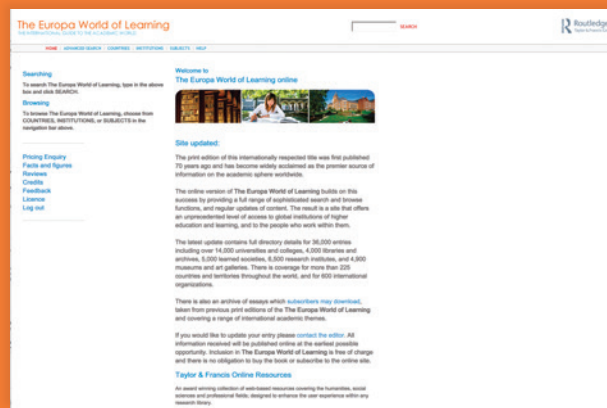 The Europa World of Learning
THE INTERNATIONAL GUIDE TO THE ACADEMIC WORLD
SEARCH
Routledge
Taylor & Francis Group
HOME | ADVANCED SEARCH | COUNTRIES | INSTITUTIONS | SUBJECTS | HELP
Searching
To search The Europa World of Learning, type in the above
box and click SEARCH.
Browsing
To browse The Europa World of Learning, choose from
COUNTRIES, INSTITUTIONS, or SUBJECTS in the
navigation bar above.
Pricing Enquiry
Facts and figures
Reviews
Credits
Feedback
Licence
Log out
Welcome to
The Europa World of Learning online
Site updated:
The print edition of this internationally respected title was first published
70 years ago and has become widely acclaimed as the premier source of
information on the academic sphere worldwide.
The online version of The Europa World of Learning builds on this
success by providing a full range of sophisticated search and browse
functions, and regular updates of content. The result is a site that offers
an unprecedented level of access to global institutions of higher
education and learning, and to the people who work within them.
The latest update contains full directory details for 36,000 entries
including over 14,000 universities and colleges, 4,000 libraries and
archives, 5,000 learned societies, 6,500 research institutes, and 4,900
museums and art galleries. There is coverage for more than 225
countries and territories throughout the world, and for 600 international
organizations.
There is also an archive of essays which subscribers may download,
taken from previous print editions of the The Europa World of Learning
and covering a range of international academic themes.
If you would like to update your entry please contact the editor. All
information received will be published online at the earliest possible
opportunity. Inclusion in The Europa World of Learning is free of charge
and there is no obligation to buy the book or subscribe to the online site.
Taylor & Francis Online Resources
An award winning collection of web-based resources covering the humanities, social
sciences and professional fields; designed to enhance the user experience within any
research library.